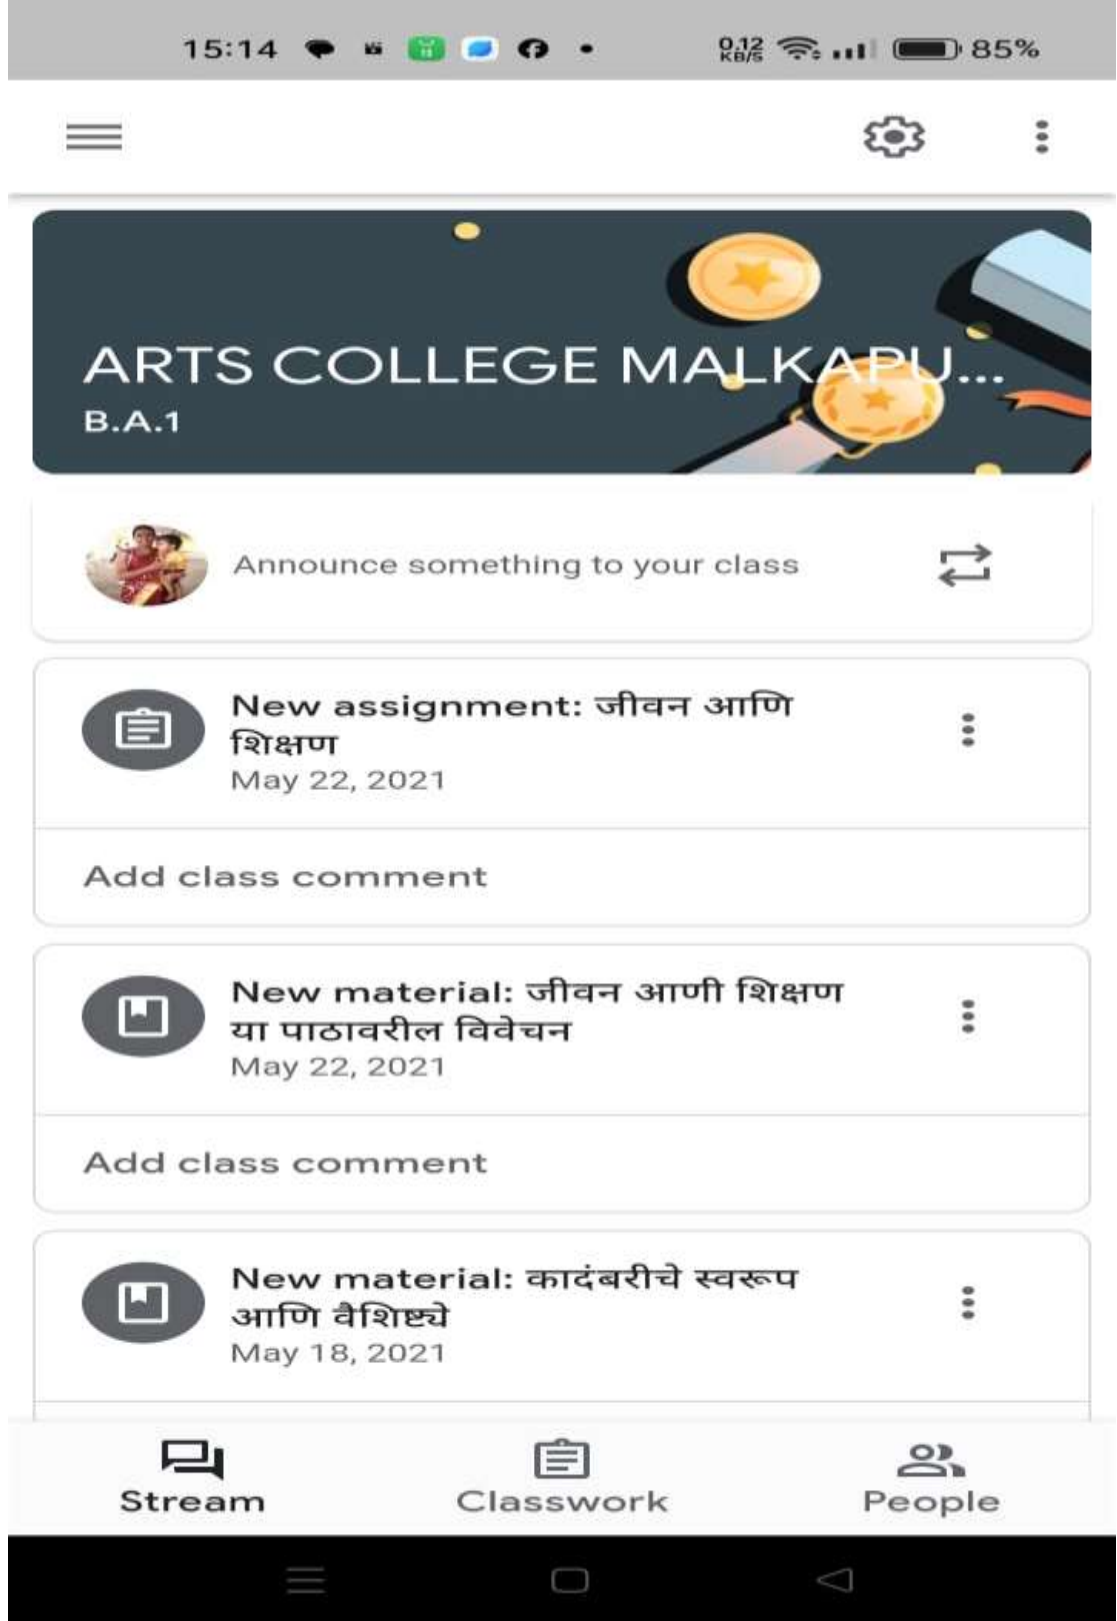 15:14
0.12
KB/S
85%
ARTS COLLEGE MALKAPU...
B.A.1
Announce something to your class
New assignment: जीवन आणि
शिक्षण
May 22, 2021
Add class comment
New material: जीवन आणी शिक्षण
या पाठावरील विवेचन
May 22, 2021
Add class comment
New material: कादंबरीचे स्वरूप
आणि वैशिष्ट्ये
May 18, 2021
Stream
Classwork
People